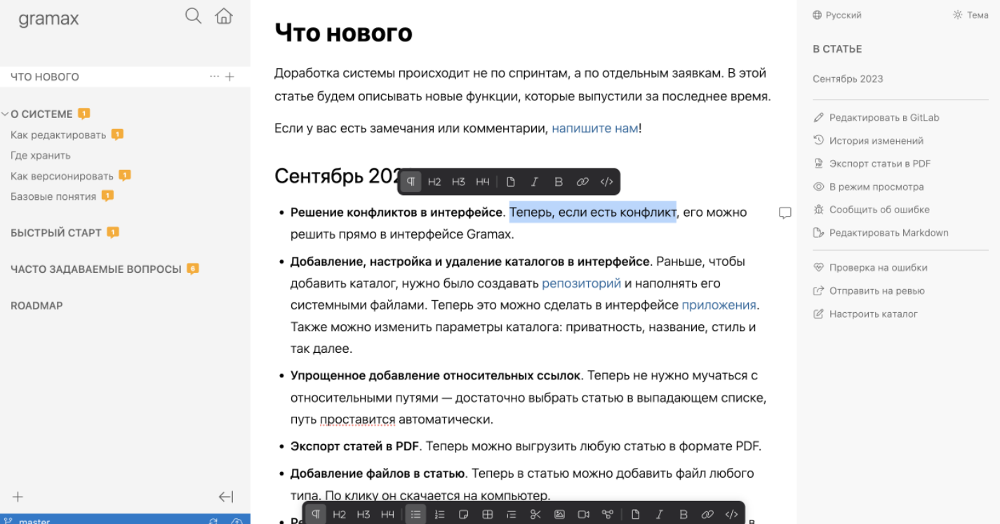 gramax
ЧТО НОВОГО
О СИСТЕМЕ 1
Как редактировать 1
Где хранить
Как версионировать 1
Базовые понятия 1
БЫСТРЫЙ СТАРТ 1
ЧАСТО ЗАДАВАЕМЫЕ ВОПРОСЫ 6
ROADMAP
master
Что нового
Доработка системы происходит не по спринтам, а по отдельным заявкам. В этой
статье будем описывать новые функции, которые выпустили за последнее время.
Если у вас есть замечания или комментарии, напишите нам!
Сентябрь 202
H2 H3 H4 I B </>
• Решение конфликтов в интерфейсе. Теперь, если есть конфликт, его можно
решить прямо в интерфейсе Gramax.
• Добавление, настройка и удаление каталогов в интерфейсе. Раньше, чтобы
добавить каталог, нужно было создавать репозиторий и наполнять его
системными файлами. Теперь это можно сделать в интерфейсе приложения.
Также можно изменить параметры каталога: приватность, название, стиль и
так далее.
• Упрощенное добавление относительных ссылок. Теперь не нужно мучаться с
относительными путями — достаточно выбрать статью в выпадающем списке,
путь проставится автоматически.
• Экспорт статей в PDF. Теперь можно выгрузить любую статью в формате PDF.
• Добавление файлов в статью. Теперь в статью можно добавить файл любого
типа. По клику он скачается на компьютер.
H2 H3 H4 I B </>
Русский
Тема
В СТАТЬЕ
Сентябрь 2023
Редактировать в GitLab
История изменений
Экспорт статьи в PDF
В режим просмотра
Сообщить об ошибке
Редактировать Markdown
Проверка на ошибки
Отправить на ревью
Настроить каталог